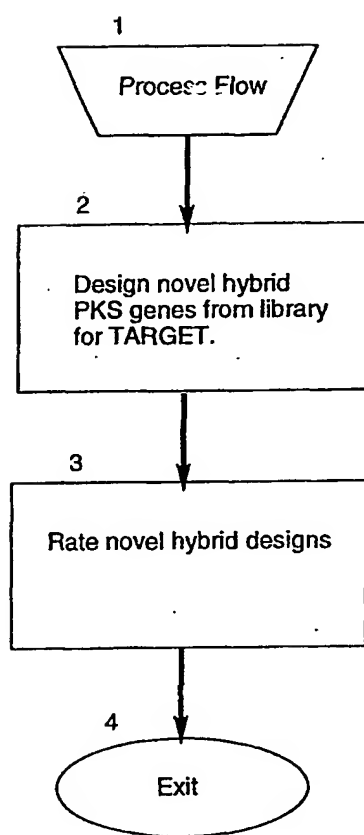 1
Process Flow
2
Design novel hybrid
PKS genes from library
for TARGET.
3
Rate novel hybrid designs
4
Exit